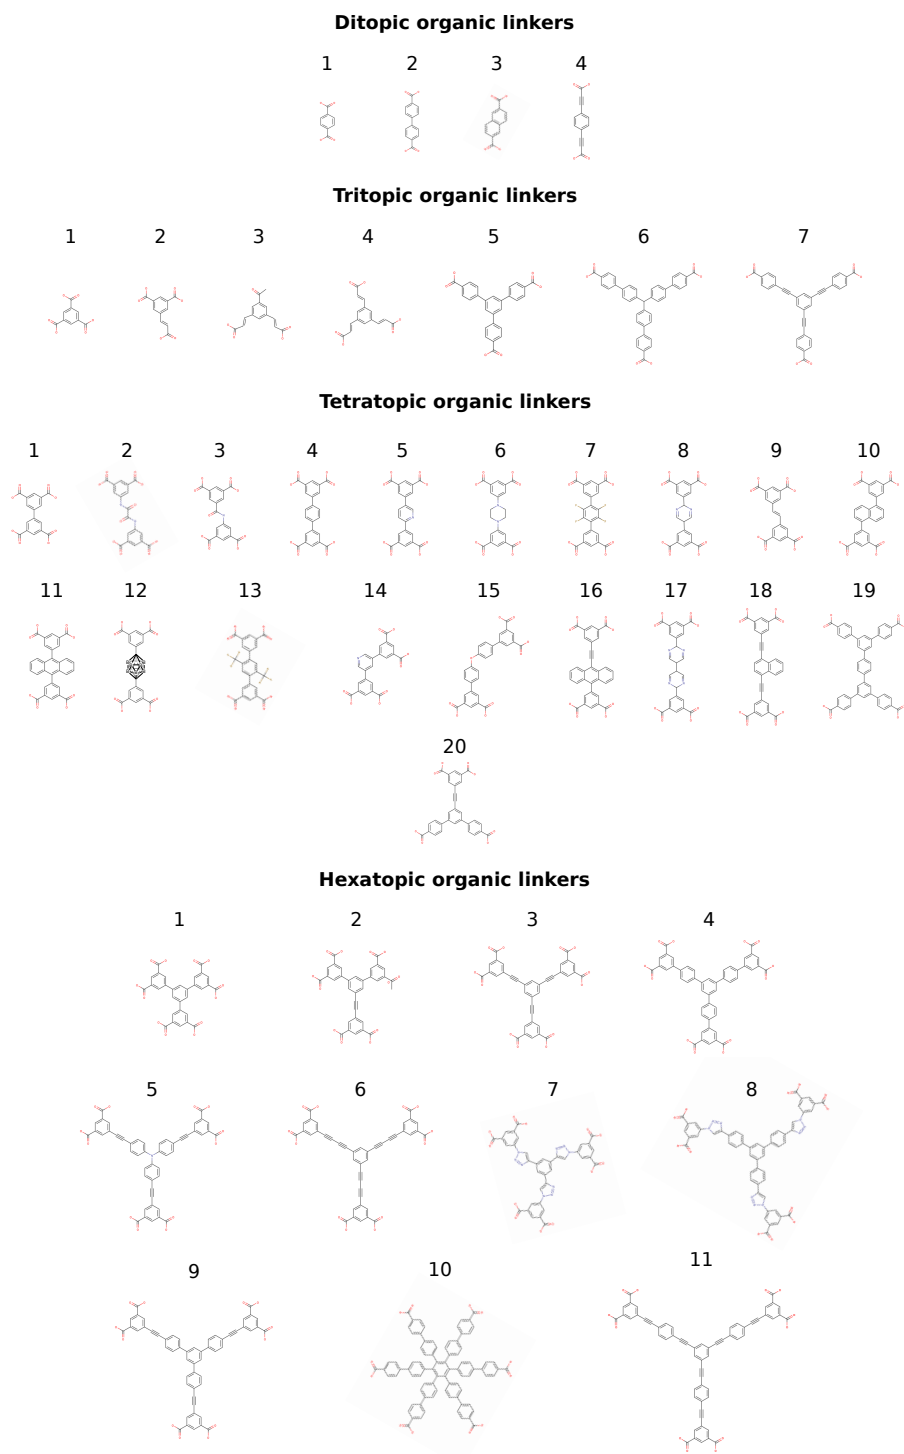 Ditopic organic linkers
1 2 3 4
Tritopic organic linkers
1 2 3 4 5 6 7
Tetratopic organic linkers
1 2 3 4 5 6 7 8 9 10
11 12 13 14 15 16 17 18 19
20
Hexatopic organic linkers
1 2 3 4
5 6 7 8
9 10 11